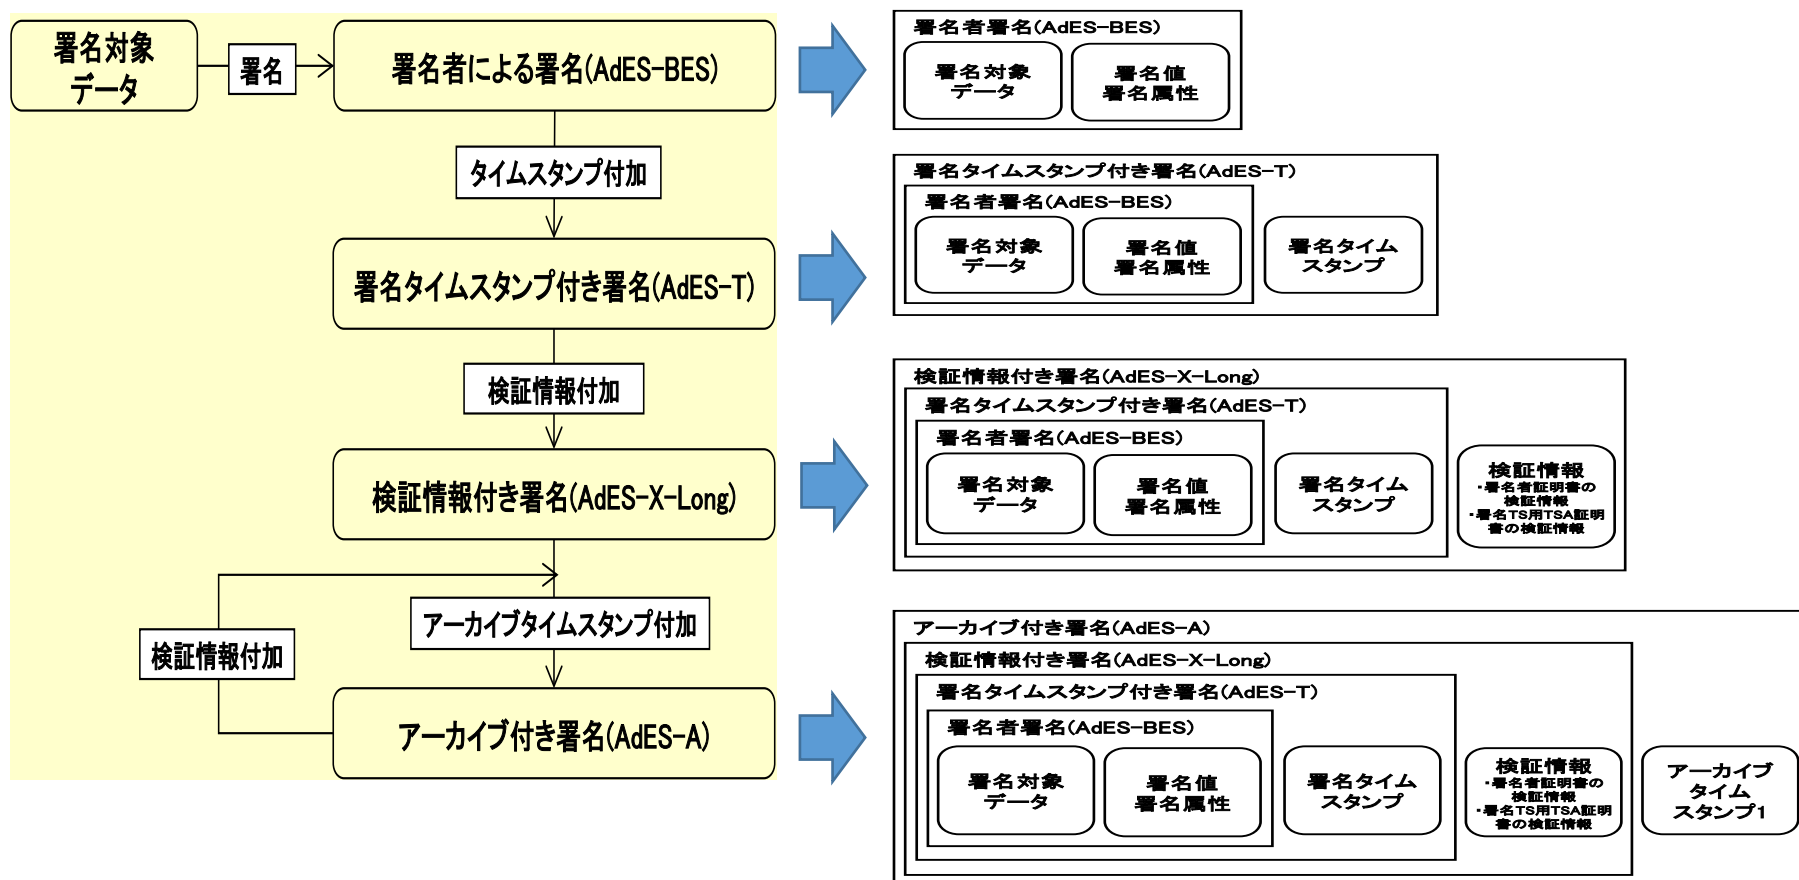 署名対象
データ
署名
署名者による署名(AdES-BES)
タイムスタンプ付加
署名タイムスタンプ付き署名(AdES-T)
検証情報付加
検証情報付き署名(AdES-X-Long)
アーカイブタイムスタンプ付加
検証情報付加
アーカイブ付き署名(AdES-A)
署名者署名(AdES-BES)
署名対象
データ
署名値
署名属性
署名タイムスタンプ付き署名(AdES-T)
署名者署名(AdES-BES)
署名対象
データ
署名値
署名属性
署名タイム
スタンプ
検証情報付き署名(AdES-X-Long)
署名タイムスタンプ付き署名(AdES-T)
署名者署名(AdES-BES)
署名対象
データ
署名値
署名属性
署名タイム
スタンプ
検証情報
・署名者証明書の
検証情報
・署名TS用TSA証明
書の検証情報
アーカイブ付き署名(AdES-A)
検証情報付き署名(AdES-X-Long)
署名タイムスタンプ付き署名(AdES-T)
署名者署名(AdES-BES)
署名対象
データ
署名値
署名属性
署名タイム
スタンプ
検証情報
・署名者証明書の
検証情報
・署名TS用TSA証明
書の検証情報
アーカイブ
タイム
スタンプ1